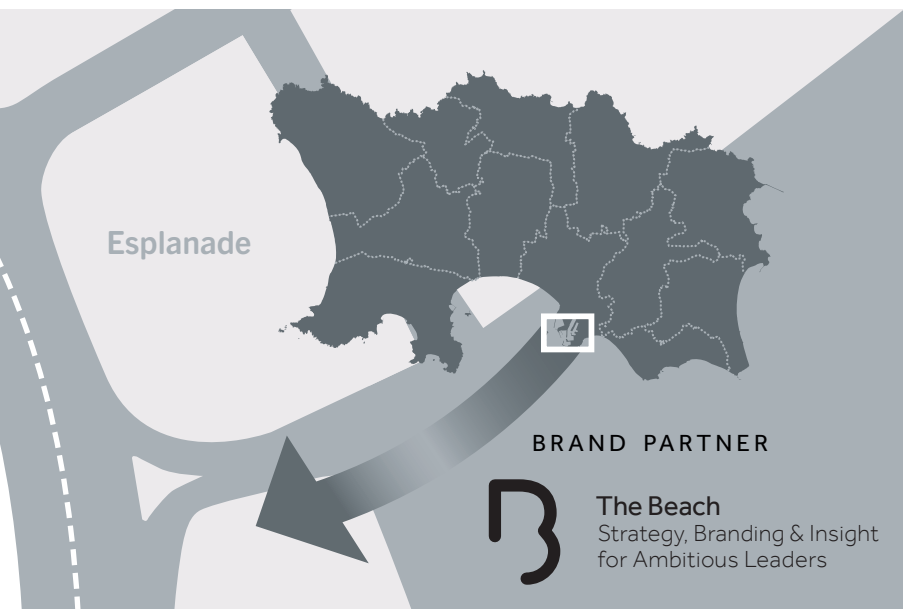 Esplanade
BRAND PARTNER
The Beach
Strategy, Branding & Insight
for Ambitious Leaders